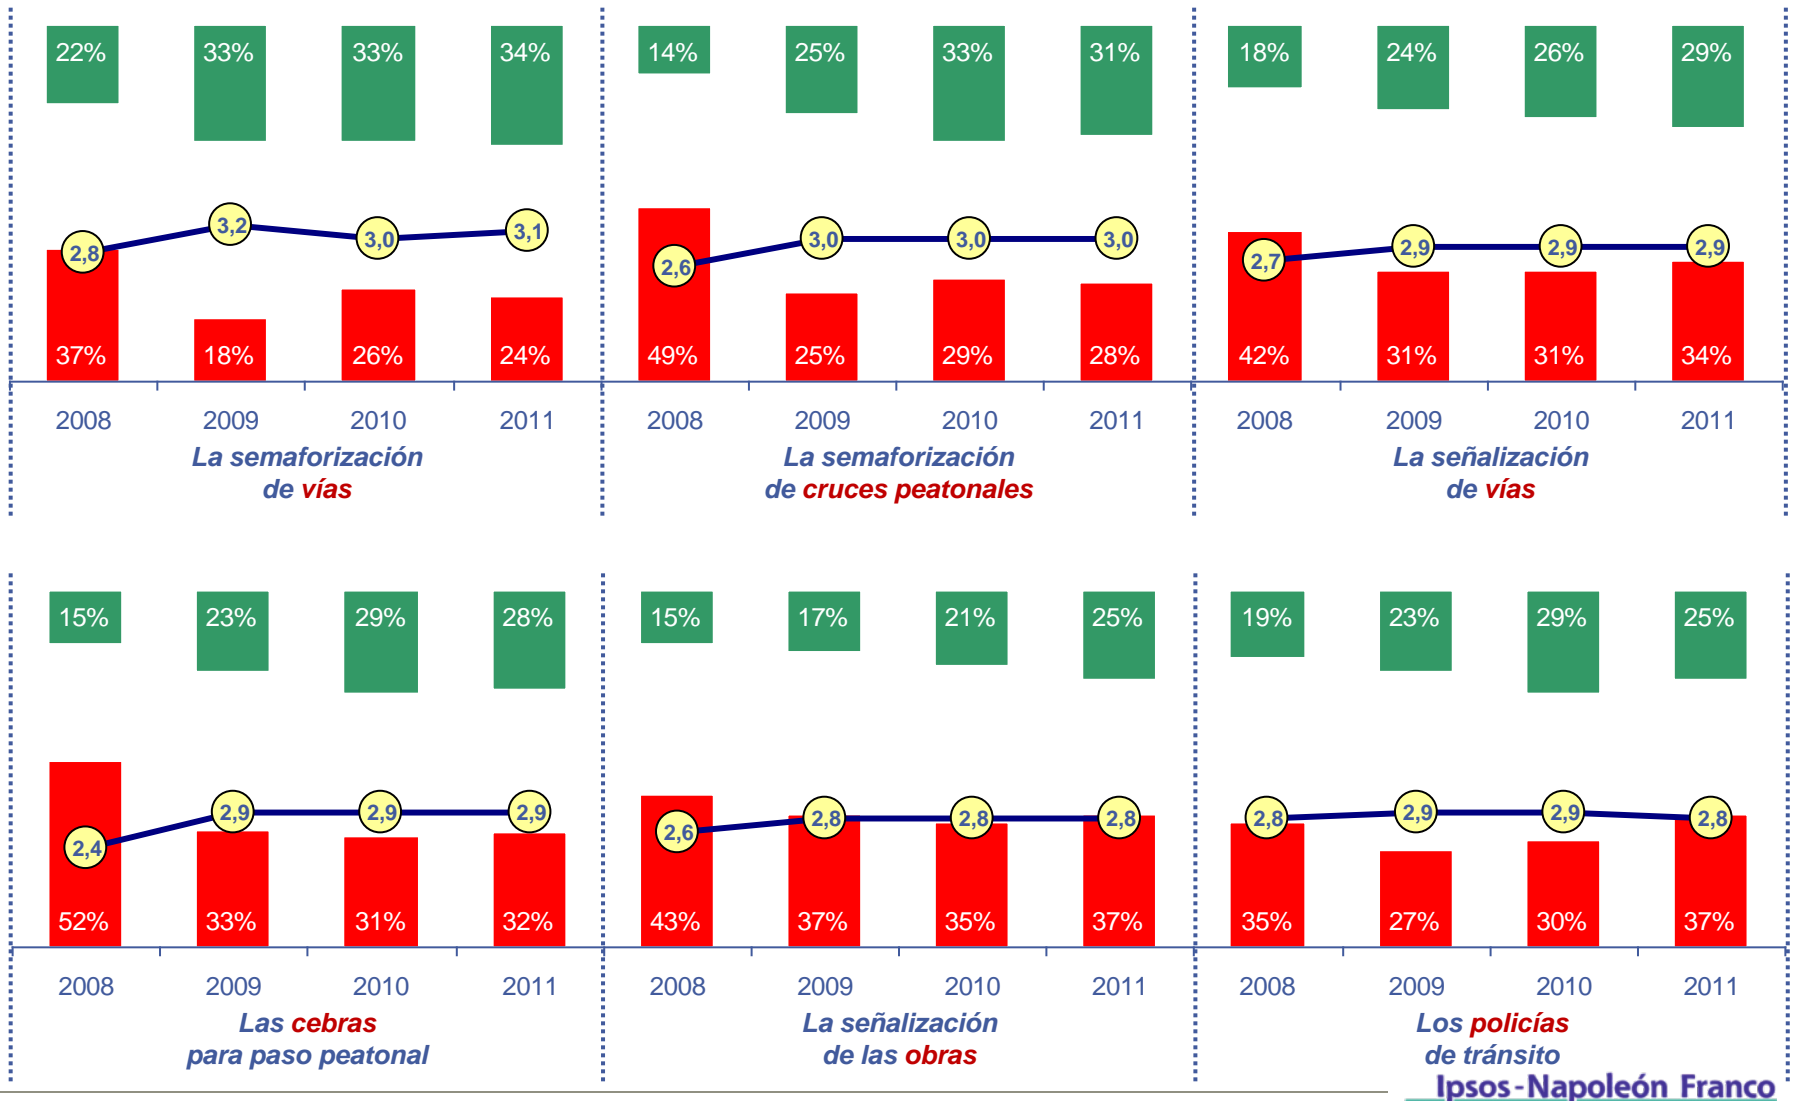 22% 33% 33% 34%
2,8 3,2 3,0 3,1
37% 18% 26% 24%
2008 2009 2010 2011
La semaforización
de vías
14% 25% 33% 31%
2,6 3,0 3,0 3,0
49% 25% 29% 28%
2008 2009 2010 2011
La semaforización
de cruces peatonales
18% 24% 26% 29%
2,7 2,9 2,9 2,9
42% 31% 31% 34%
2008 2009 2010 2011
La señalización
de vías
15% 23% 29% 28%
2,4 2,9 2,9 2,9
52% 33% 31% 32%
2008 2009 2010 2011
Las cebras
para paso peatonal
15% 17% 21% 25%
2,6 2,8 2,8 2,8
43% 37% 35% 37%
2008 2009 2010 2011
La señalización
de las obras
19% 23% 29% 25%
2,8 2,9 2,9 2,8
35% 27% 30% 37%
2008 2009 2010 2011
Los policías
de tránsito
Ipsos-Napoleón Franco